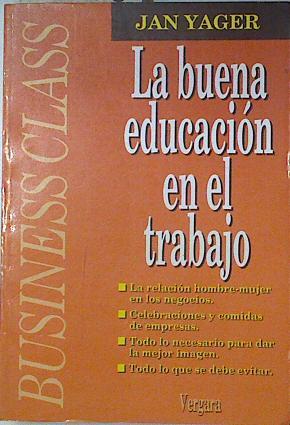 JAN YAGER
La buena
educación
en el
trabajo
BUSINESS CLASS
La relación hombre-mujer
en los negocios.
Celebraciones y comidas
de empresas.
Todo lo necesario para dar
la mejor imagen.
Todo lo que se debe evitar.
Vergara